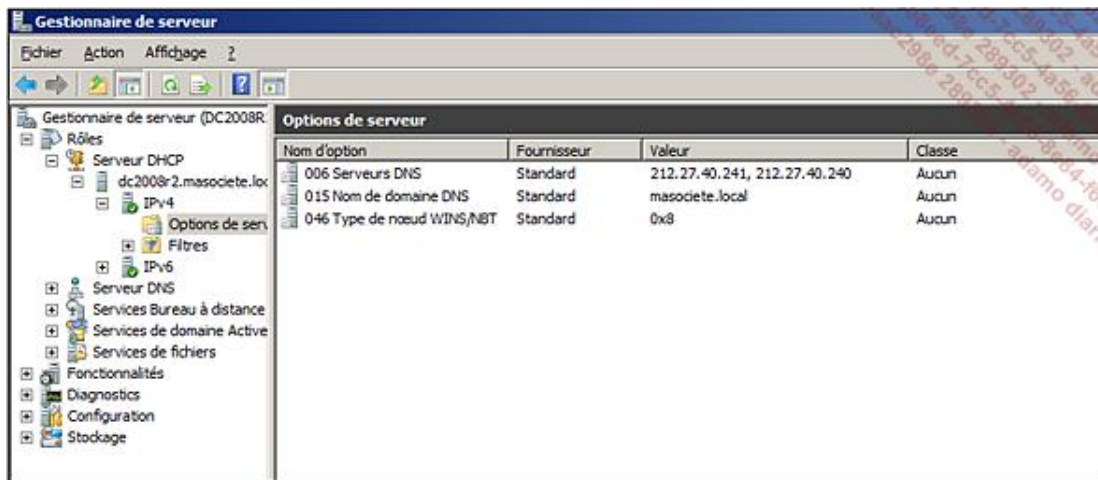 Gestionnaire de serveur
Fichier Action Affichage ?
Gestionnaire de serveur (DC2008R
Rôles
Serveur DHCP
dc2008r2.masociete.loc
IPv4
Options de serv
Filtres
IPv6
Serveur DNS
Services Bureau à distance
Services de domaine Active
Services de fichiers
Fonctionnalités
Diagnostics
Configuration
Stockage
Options de serveur
Nom d'option Fournisseur Valeur Classe
006 Serveurs DNS Standard 212.27.40.241, 212.27.40.240 Aucun
015 Nom de domaine DNS Standard masociete.local Aucun
046 Type de nœud WINS/NBT Standard 0x8 Aucun